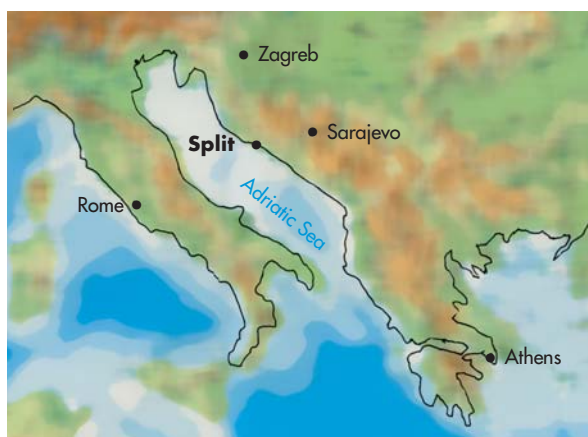 Zagreb
Split
Sarajevo
Adriatic Sea
Rome
Athens